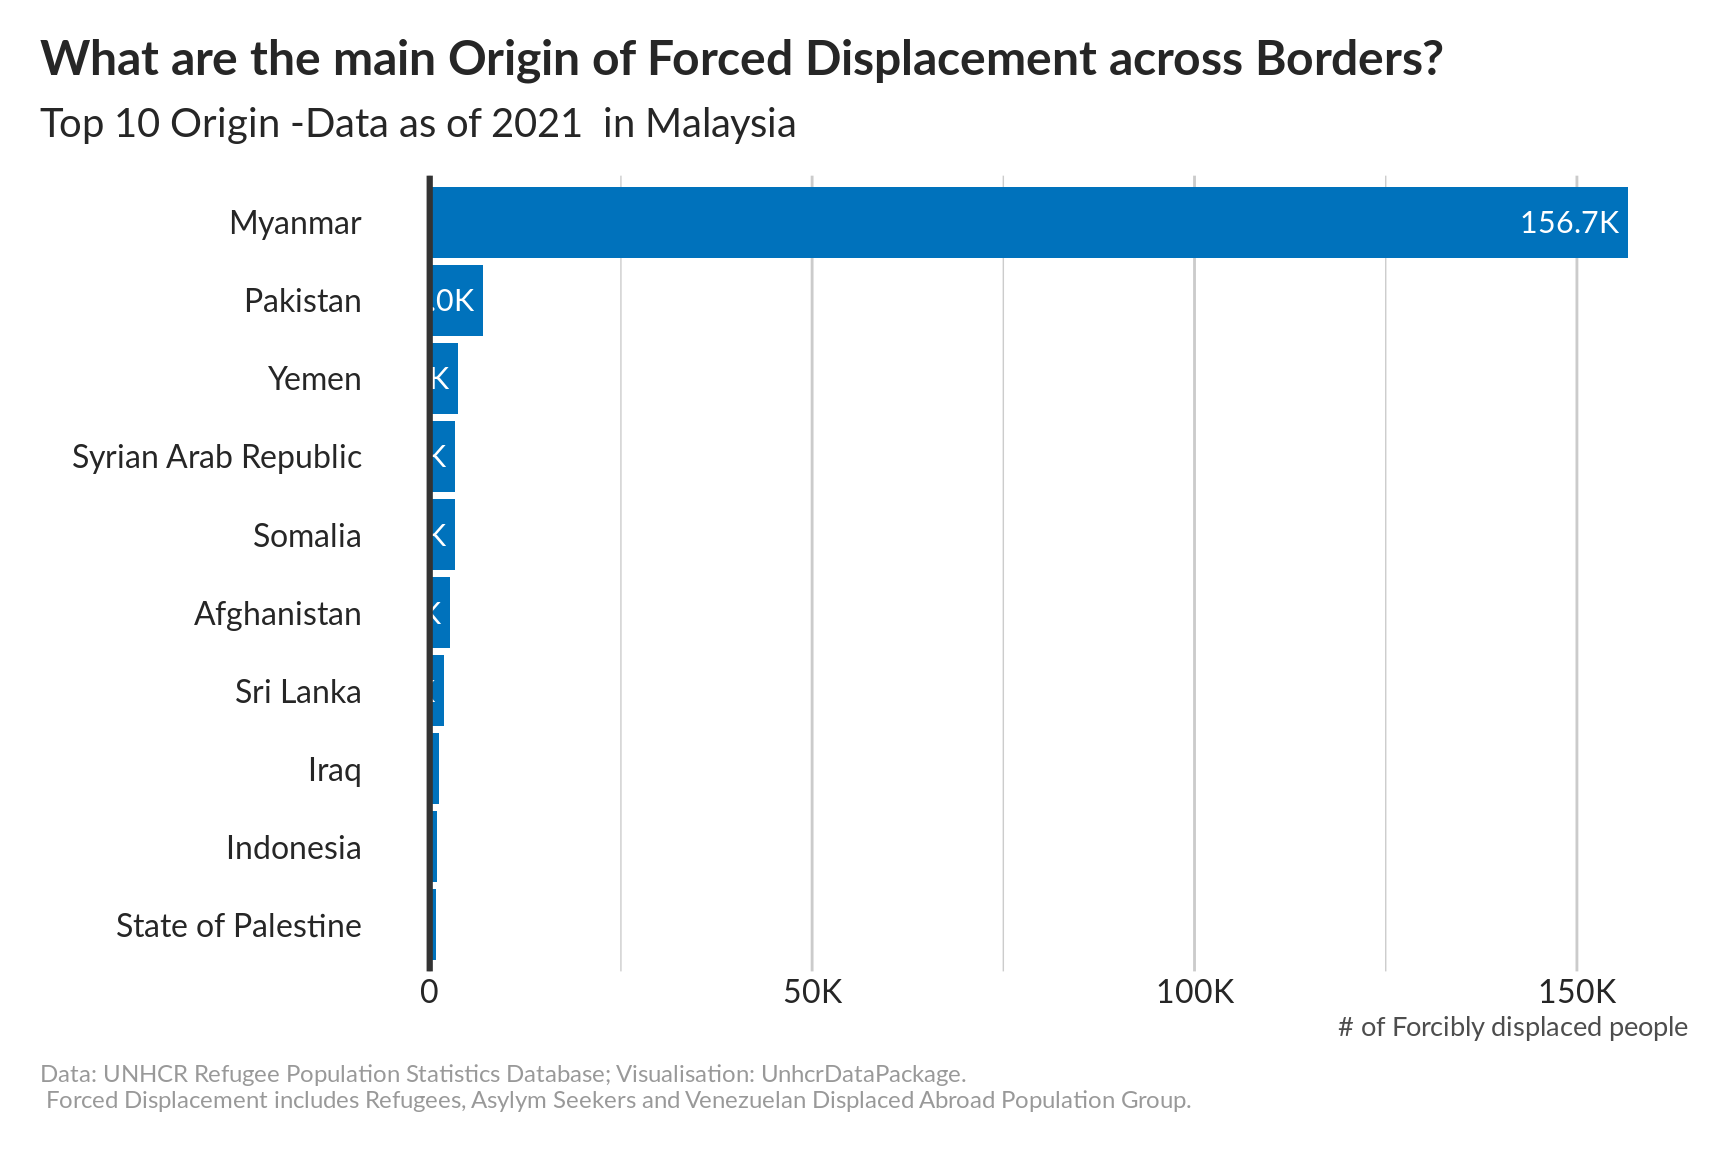 What are the main Origin of Forced Displacement across Borders?
Top 10 Origin -Data as of 2021  in Malaysia
Myanmar 156.7K
Pakistan .0K
Yemen K
Syrian Arab Republic K
Somalia K
Afghanistan K
Sri Lanka
Iraq
Indonesia
State of Palestine
0 50K 100K 150K
# of Forcibly displaced people
Data: UNHCR Refugee Population Statistics Database; Visualisation: UnhcrDataPackage.
Forced Displacement includes Refugees, Asylym Seekers and Venezuelan Displaced Abroad Population Group.